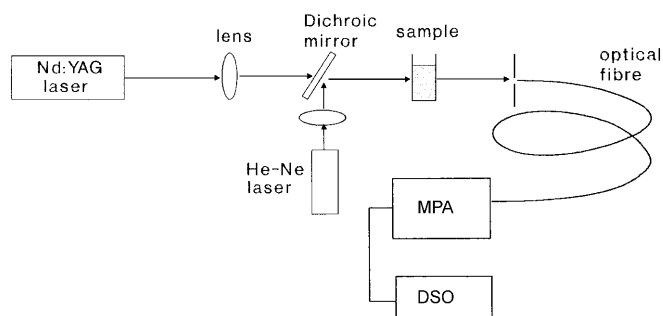 Dichroic
mirror
lens
sample
optical
fibre
Nd:YAG
laser
He-Ne
laser
MPA
DSO